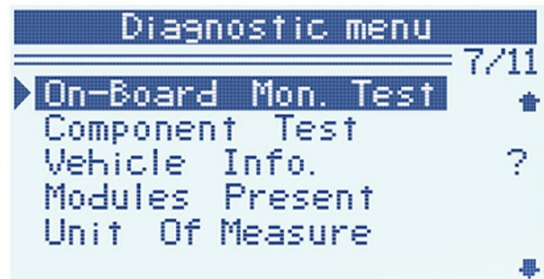 Diagnostic menu
7/11
On-Board Mon. Test
Component Test
Vehicle Info. ?
Modules Present
Unit Of Measure